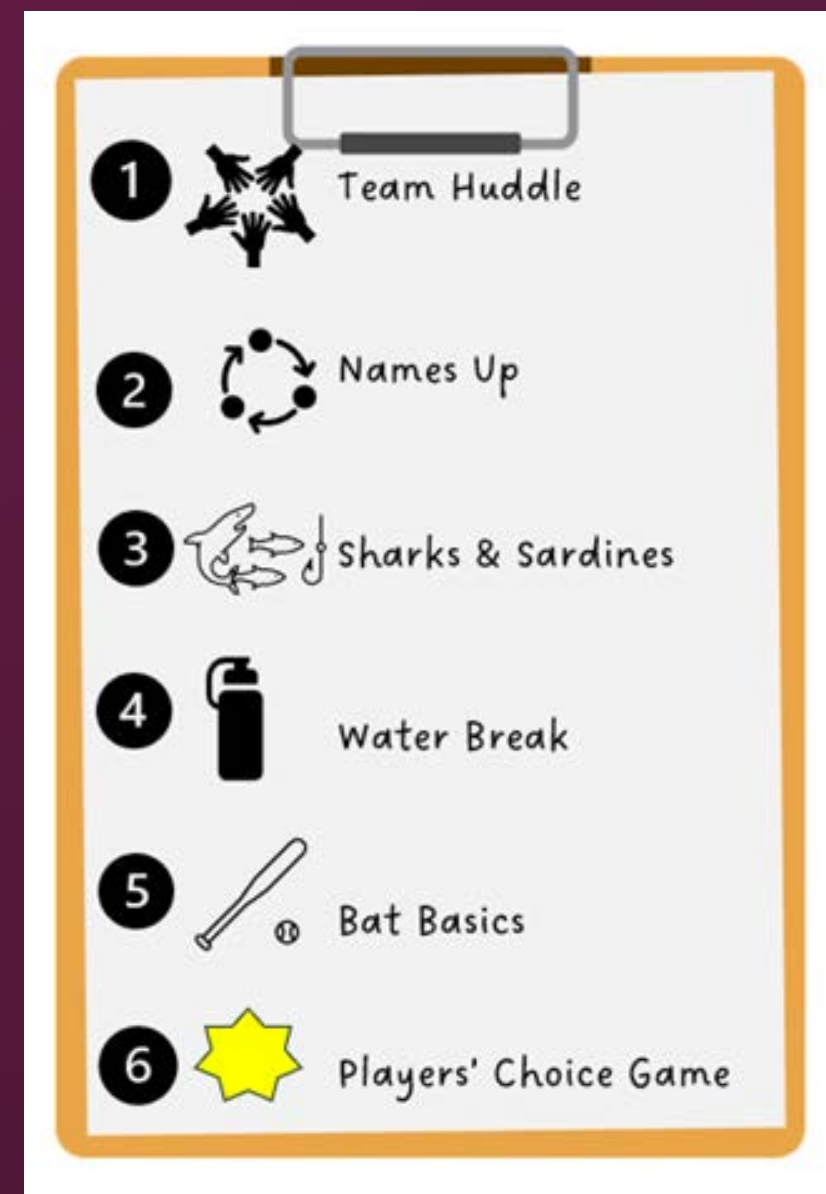 1 Team Huddle
2 Names Up
3 Sharks & Sardines
4 Water Break
5 Bat Basics
6 Players' Choice Game